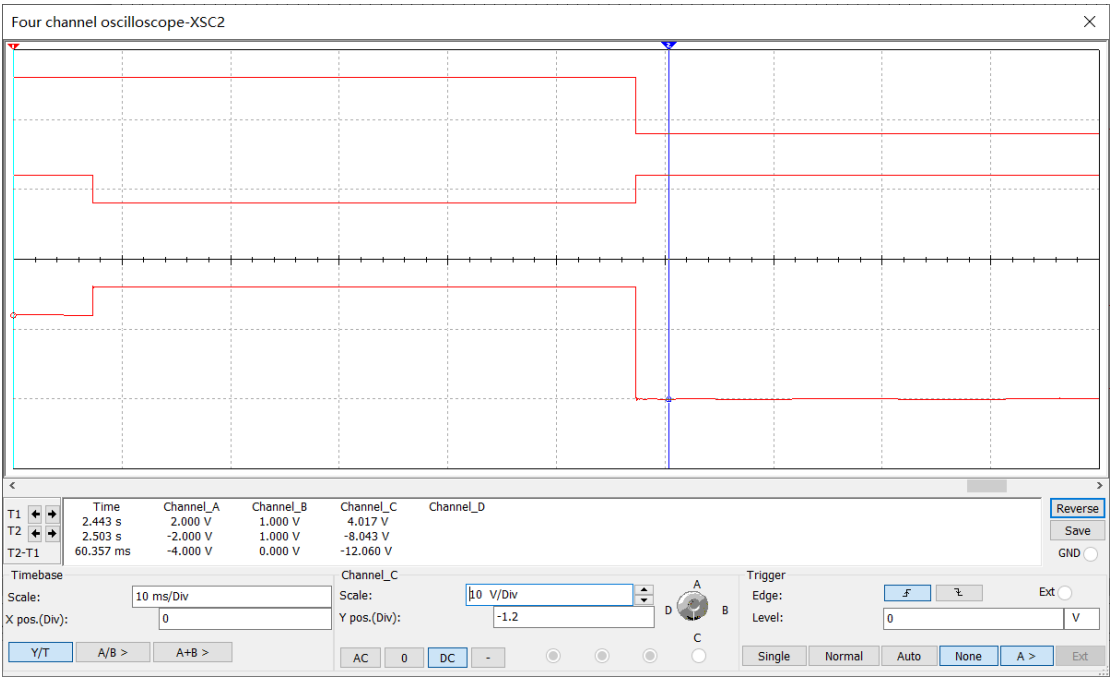 Four channel oscilloscope-XSC2
1
2
Time Channel_A Channel_B Channel_C Channel_D
T1 2.443 s 2.000 V 1.000 V 4.017 V
T2 2.503 s -2.000 V 1.000 V -8.043 V
T2-T1 60.357 ms -4.000 V 0.000 V -12.060 V
Reverse
Save
GND
Timebase
Scale: 10 ms/Div
X pos.(Div): 0
Y/T A/B > A+B >
Channel_C
Scale: 10 V/Div
Y pos.(Div): -1.2
AC 0 DC -
A
D B
C
Trigger
Edge: Ext
Level: 0 V
Single Normal Auto None A > Ext